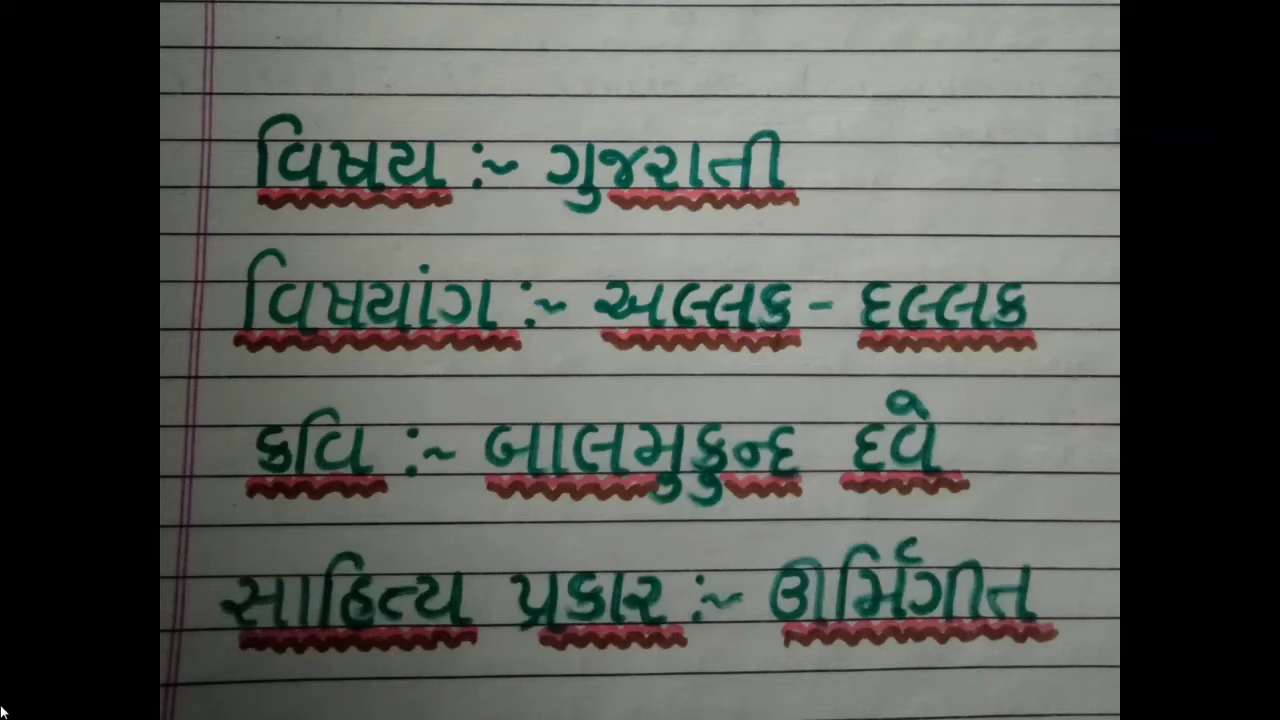 વિષય :~ ગુજરાતી
વિષયાંગ :~ અલ્લક - દલ્લક
કવિ :~ બાલમુકુન્દ દવે
સાહિત્ય પ્રકાર :~ ઊર્મિગીત